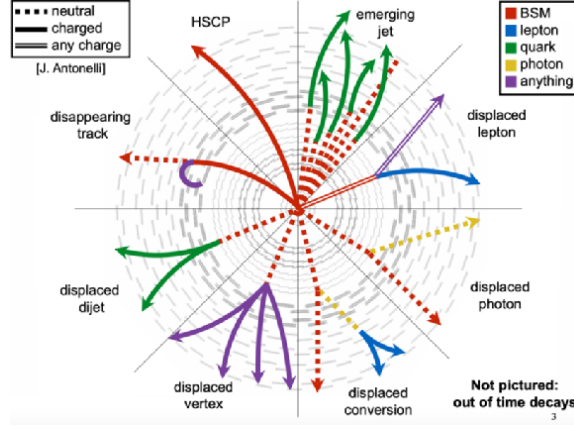 neutral
charged
any charge
[J. Antonelli]
HSCP
emerging
jet
BSM
lepton
quark
photon
anything
disappearing
track
displaced
lepton
displaced
dijet
displaced
photon
displaced
vertex
displaced
conversion
Not pictured:
out of time decays
3